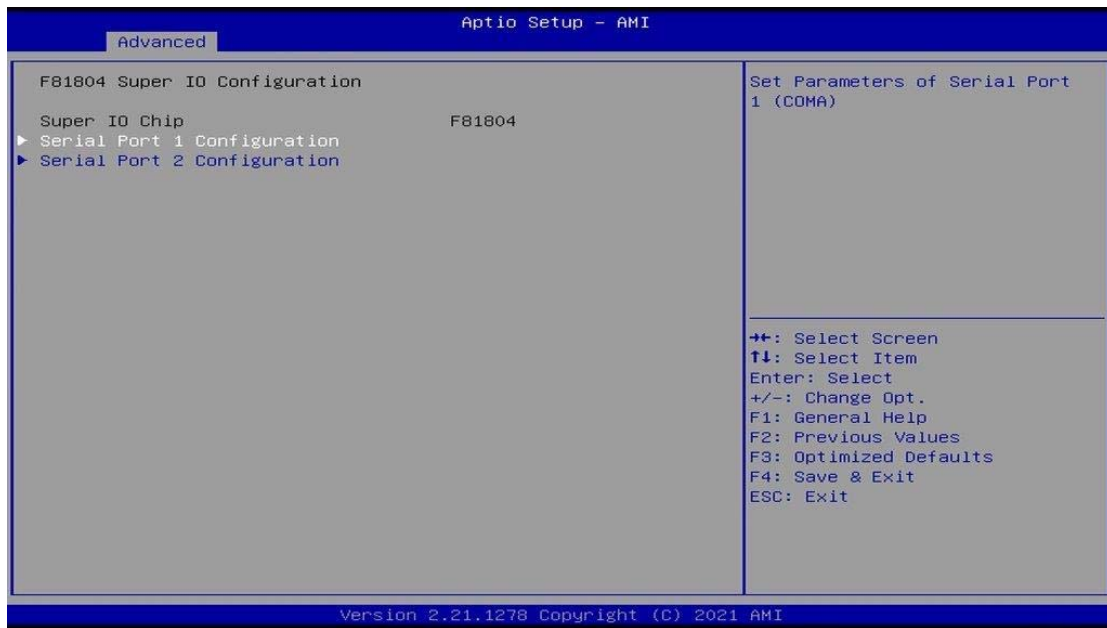 Aptio Setup – AMI
Advanced
F81804 Super IO Configuration
Super IO Chip F81804
▶ Serial Port 1 Configuration
▶ Serial Port 2 Configuration
Set Parameters of Serial Port
1 (COMA)
→←: Select Screen
↑↓: Select Item
Enter: Select
+/-: Change Opt.
F1: General Help
F2: Previous Values
F3: Optimized Defaults
F4: Save & Exit
ESC: Exit
Version 2.21.1278 Copyright (C) 2021 AMI